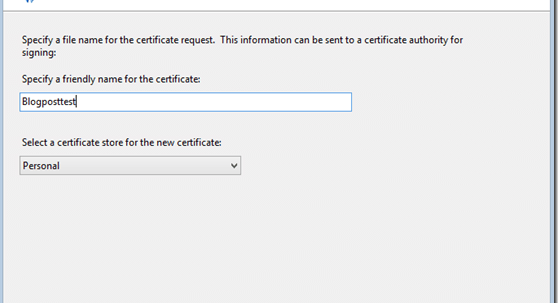 Specify a file name for the certificate request.  This information can be sent to a certificate authority for
signing:
Specify a friendly name for the certificate:
Blogposttest
Select a certificate store for the new certificate:
Personal